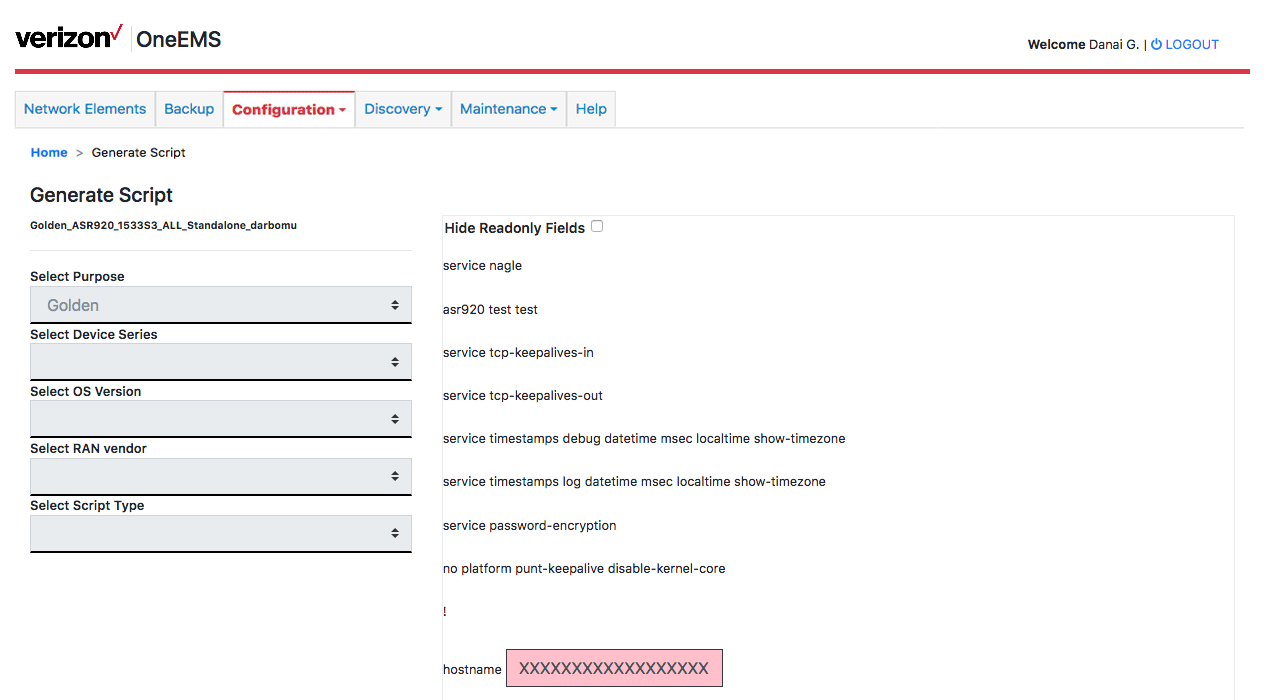 verizon OneEMS
Welcome Danai G. | LOGOUT
Network Elements Backup Configuration Discovery Maintenance Help
Home > Generate Script
Generate Script
Golden_ASR920_1533S3_ALL_Standalone_darbomu
Select Purpose
Golden
Select Device Series
Select OS Version
Select RAN vendor
Select Script Type
Hide Readonly Fields
service nagle
asr920 test test
service tcp-keepalives-in
service tcp-keepalives-out
service timestamps debug datetime msec localtime show-timezone
service timestamps log datetime msec localtime show-timezone
service password-encryption
no platform punt-keepalive disable-kernel-core
!
hostname XXXXXXXXXXXXXXXXXX